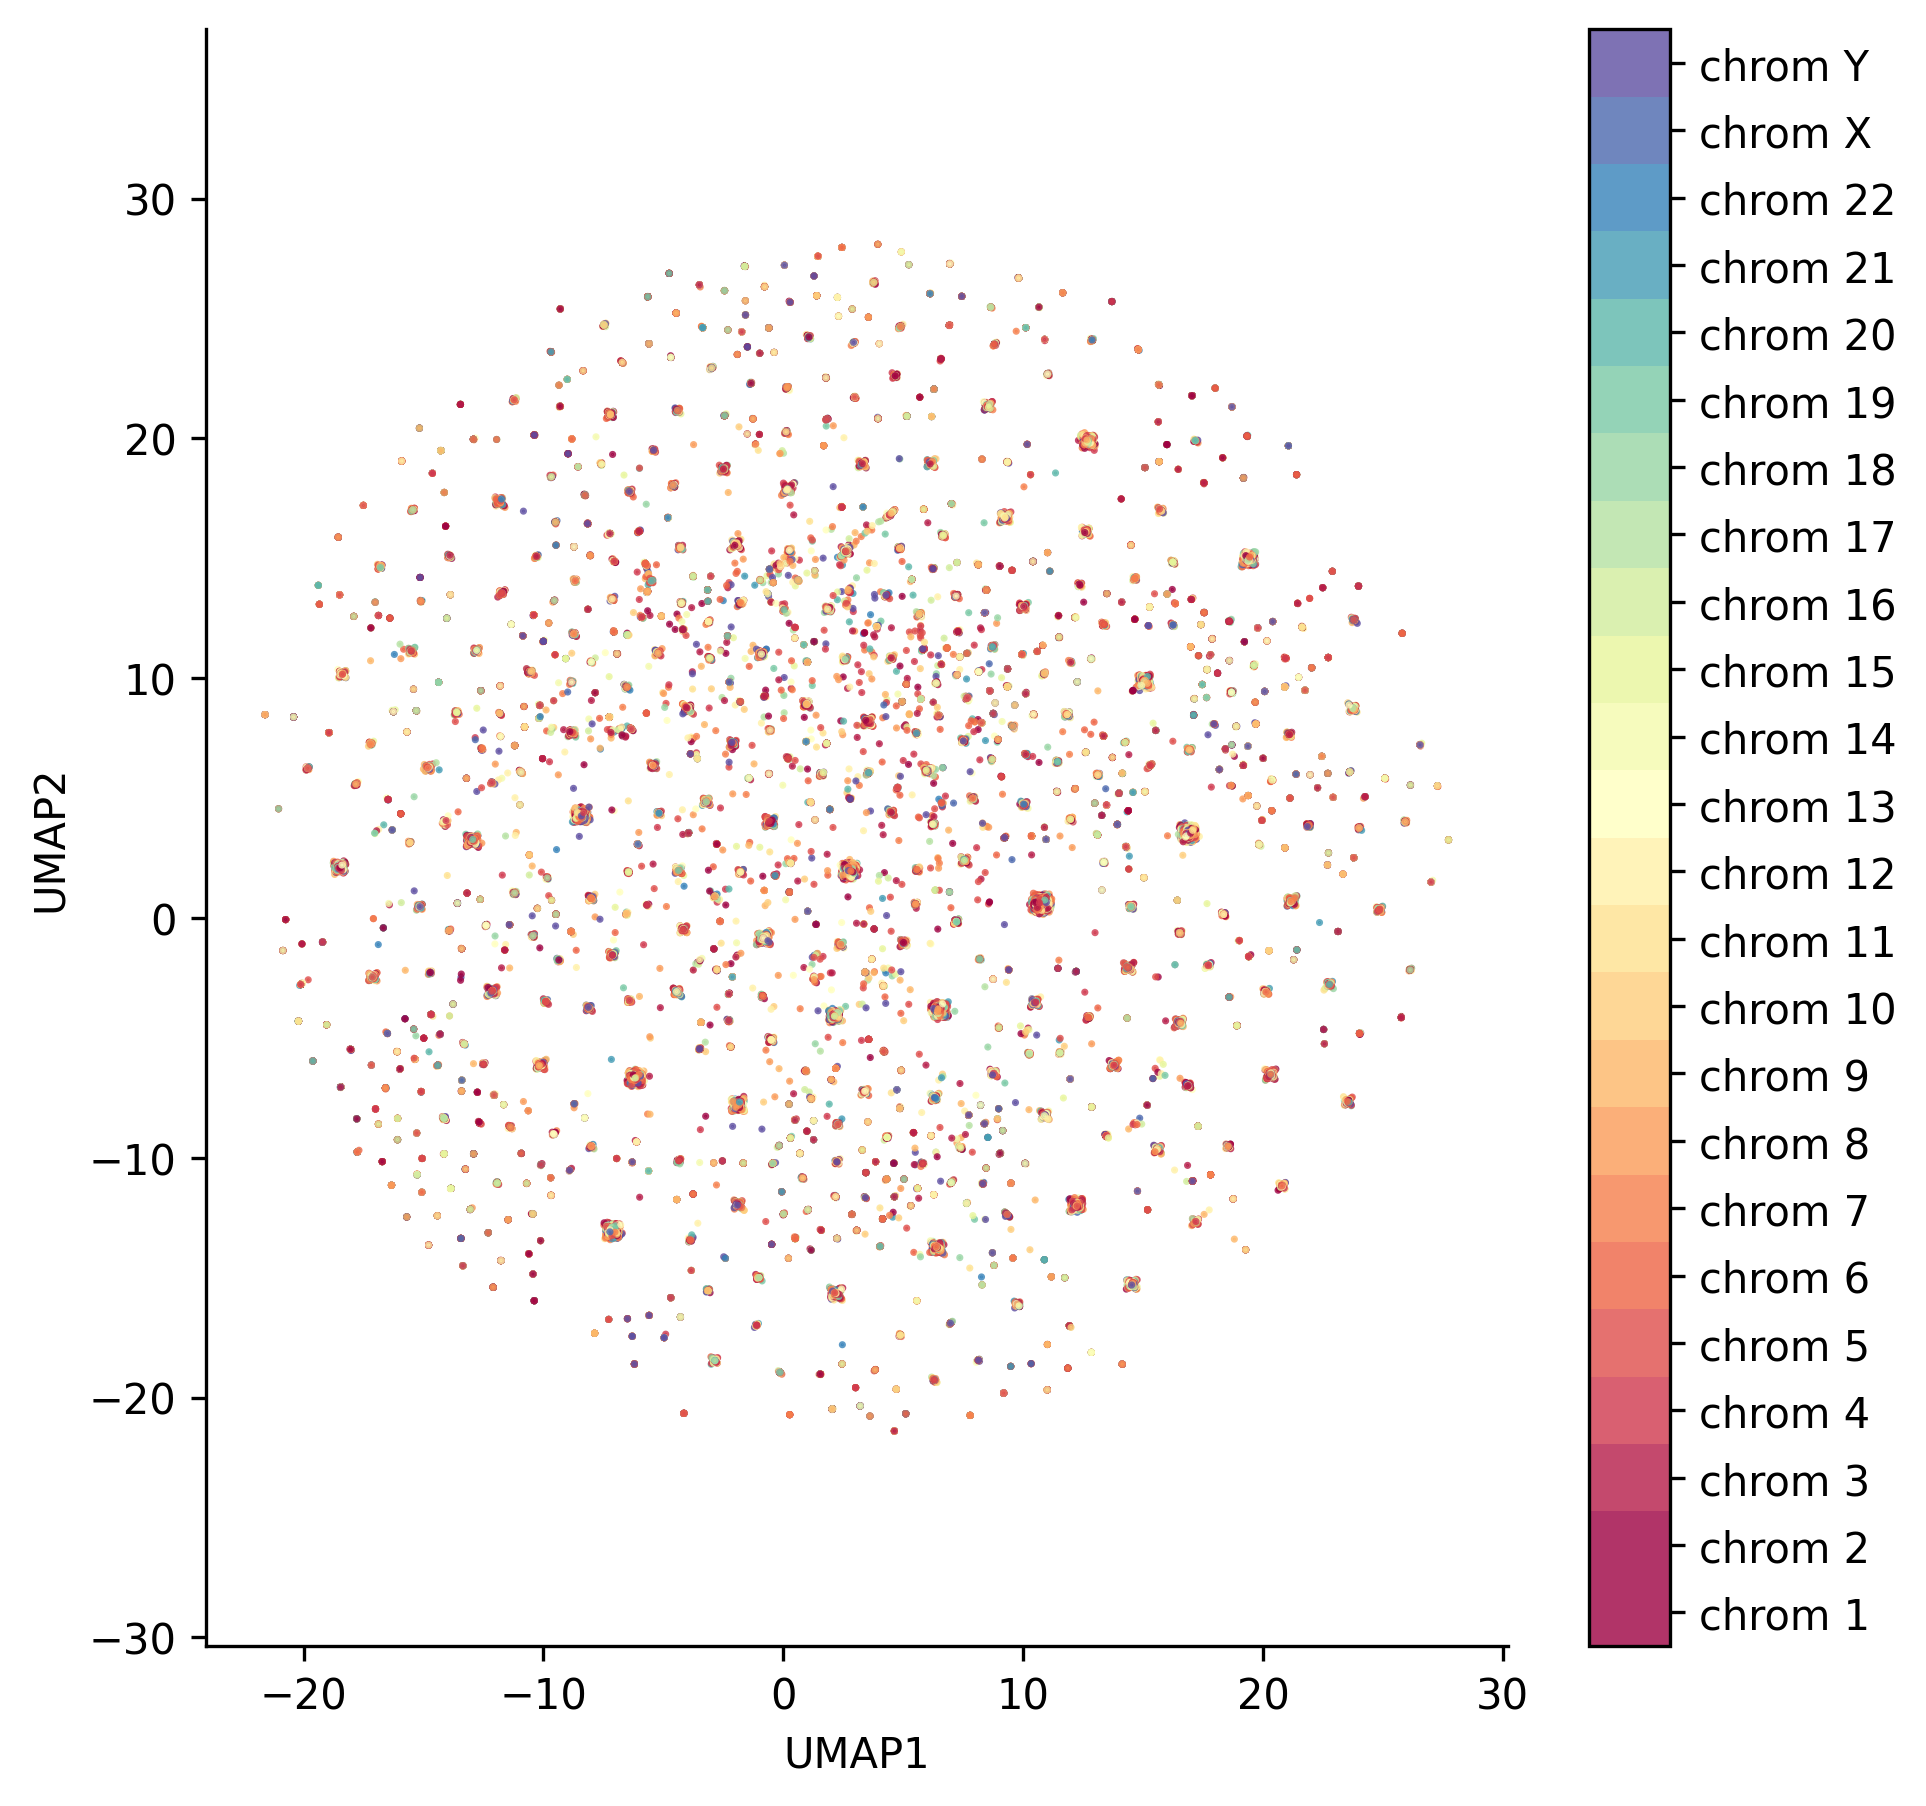 30
20
10
0
−10
−20
−30
UMAP2
−20 −10 0 10 20 30
UMAP1
chrom Y
chrom X
chrom 22
chrom 21
chrom 20
chrom 19
chrom 18
chrom 17
chrom 16
chrom 15
chrom 14
chrom 13
chrom 12
chrom 11
chrom 10
chrom 9
chrom 8
chrom 7
chrom 6
chrom 5
chrom 4
chrom 3
chrom 2
chrom 1